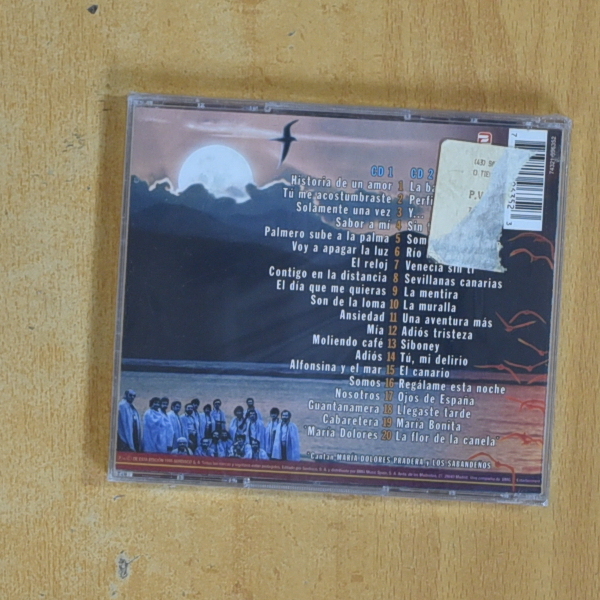 CD 1 CD 2
Historia de un amor 1 La
Tú me acostumbraste 2
Solamente una vez 3 Y...
Sabor a mí 4 Sin
Palmero sube a la palma 5
Voy a apagar la luz 6 Río
El reloj 7 Venecia sin ti
Contigo en la distancia 8 Sevillanas canarias
El día que me quieras 9 La mentira
Son de la loma 10 La muralla
Ansiedad 11 Una aventura más
Mía 12 Adiós tristeza
Moliendo café 13 Siboney
Adiós 14 Tú, mi delirio
Alfonsina y el mar 15 El canario
Somos 16 Regálame esta noche
Nosotros 17 Ojos de España
Guantanamera 18 Llegaste tarde
Cabaretera 19 María Bonita
*María Dolores 20 La flor de la canela*
*Cantan MARÍA DOLORES PRADERA y LOS SABANDEÑOS